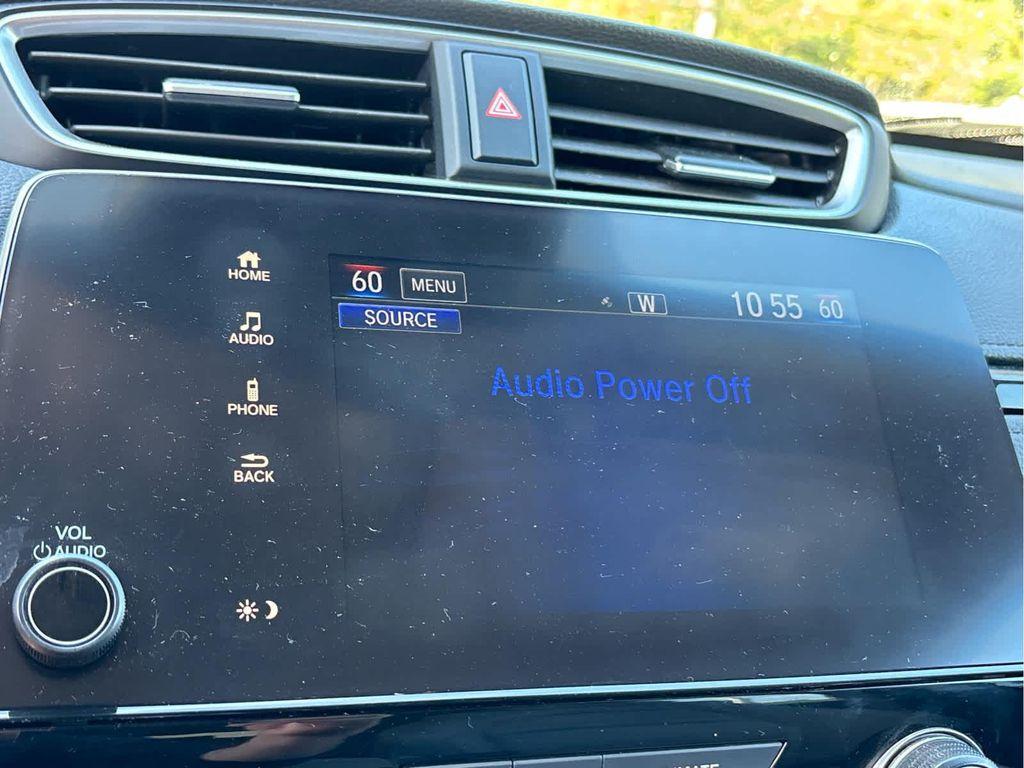 HOME
AUDIO
PHONE
BACK
VOL
AUDIO
60 MENU W 10 55 60
SOURCE
Audio Power Off